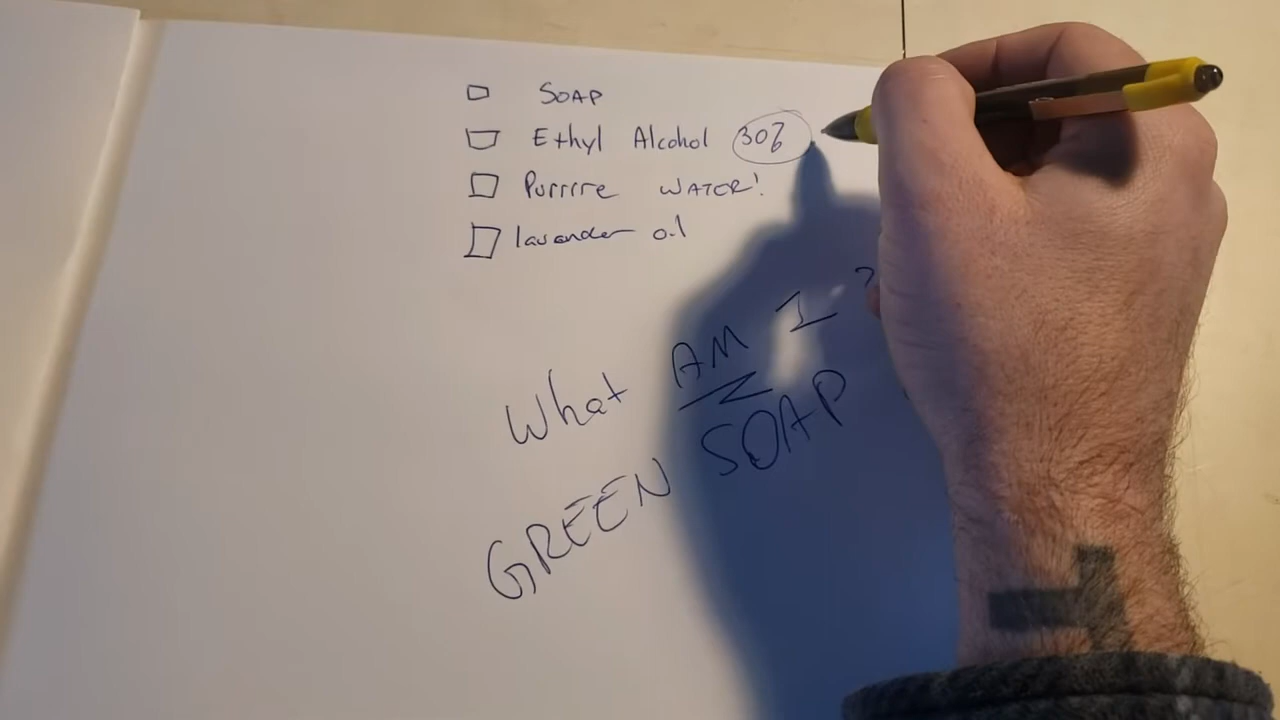 SOAP
Ethyl Alcohol 30%
Purrrre WATER!
lavender oil
What AM I ?
GREEN SOAP